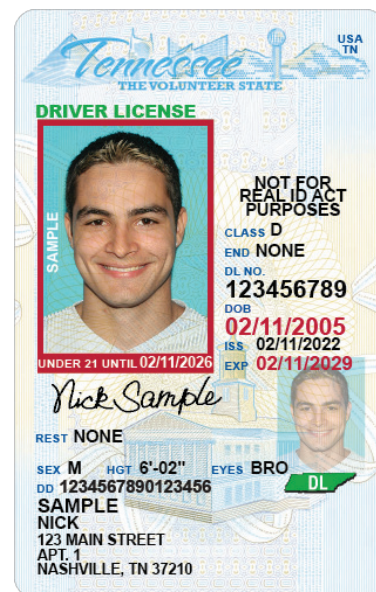 USA
TN
Tennessee
THE VOLUNTEER STATE
DRIVER LICENSE
SAMPLE
NOT FOR
REAL ID ACT
PURPOSES
CLASS D
END NONE
DL NO.
123456789
DOB
02/11/2005
ISS 02/11/2022
EXP 02/11/2029
UNDER 21 UNTIL 02/11/2026
Nick Sample
REST NONE
SEX M HGT 6'-02" EYES BRO
DL
DD 1234567890123456
SAMPLE
NICK
123 MAIN STREET
APT. 1
NASHVILLE, TN 37210